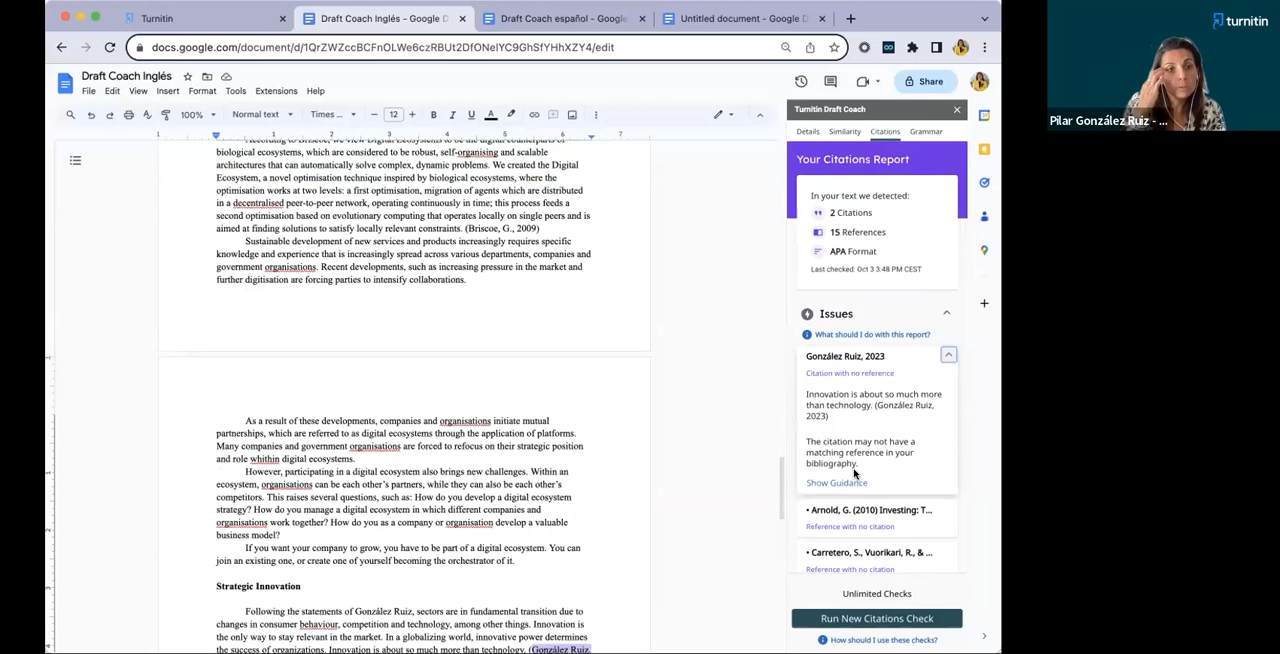 Turnitin
Draft Coach Inglés - Google D
Draft Coach español - Google
Untitled document - Google D
docs.google.com/document/d/1QrZWZccBCFnOLWe6czRBUt2DfONelYC9GhSfYHhXZY4/edit
turnitin
Pilar González Ruiz - ...
Draft Coach Inglés
File Edit View Insert Format Tools Extensions Help
Share
100% Normal text Times ... 12 B I U A
1 1 2 3 4 5 6 7
According to Briscoe, we view Digital Ecosystems to be the digital counterparts of
biological ecosystems, which are considered to be robust, self-organising and scalable
architectures that can automatically solve complex, dynamic problems. We created the Digital
Ecosystem, a novel optimisation technique inspired by biological ecosystems, where the
optimisation works at two levels: a first optimisation, migration of agents which are distributed
in a decentralised peer-to-peer network, operating continuously in time; this process feeds a
second optimisation based on evolutionary computing that operates locally on single peers and is
aimed at finding solutions to satisfy locally relevant constraints. (Briscoe, G., 2009)
Sustainable development of new services and products increasingly requires specific
knowledge and experience that is increasingly spread across various departments, companies and
government organisations. Recent developments, such as increasing pressure in the market and
further digitisation are forcing parties to intensify collaborations.
As a result of these developments, companies and organisations initiate mutual
partnerships, which are referred to as digital ecosystems through the application of platforms.
Many companies and government organisations are forced to refocus on their strategic position
and role whithin digital ecosystems.
However, participating in a digital ecosystem also brings new challenges. Within an
ecosystem, organisations can be each other's partners, while they can also be each other's
competitors. This raises several questions, such as: How do you develop a digital ecosystem
strategy? How do you manage a digital ecosystem in which different companies and
organisations work together? How do you as a company or organisation develop a valuable
business model?
If you want your company to grow, you have to be part of a digital ecosystem. You can
join an existing one, or create one of yourself becoming the orchestrator of it.
Strategic Innovation
Following the statements of González Ruiz, sectors are in fundamental transition due to
changes in consumer behaviour, competition and technology, among other things. Innovation is
the only way to stay relevant in the market. In a globalizing world, innovative power determines
the success of organizations. Innovation is about so much more than technology. (González Ruiz,
Turnitin Draft Coach
Details Similarity Citations Grammar
Your Citations Report
In your text we detected:
2 Citations
15 References
APA Format
Last checked: Oct 3 3:48 PM CEST
Issues
What should I do with this report?
González Ruiz, 2023
Citation with no reference
Innovation is about so much more
than technology. (González Ruiz,
2023)
The citation may not have a
matching reference in your
bibliography.
Show Guidance
• Arnold, G. (2010) Investing: T...
Reference with no citation
• Carretero, S., Vuorikari, R., & ...
Reference with no citation
Unlimited Checks
Run New Citations Check
How should I use these checks?